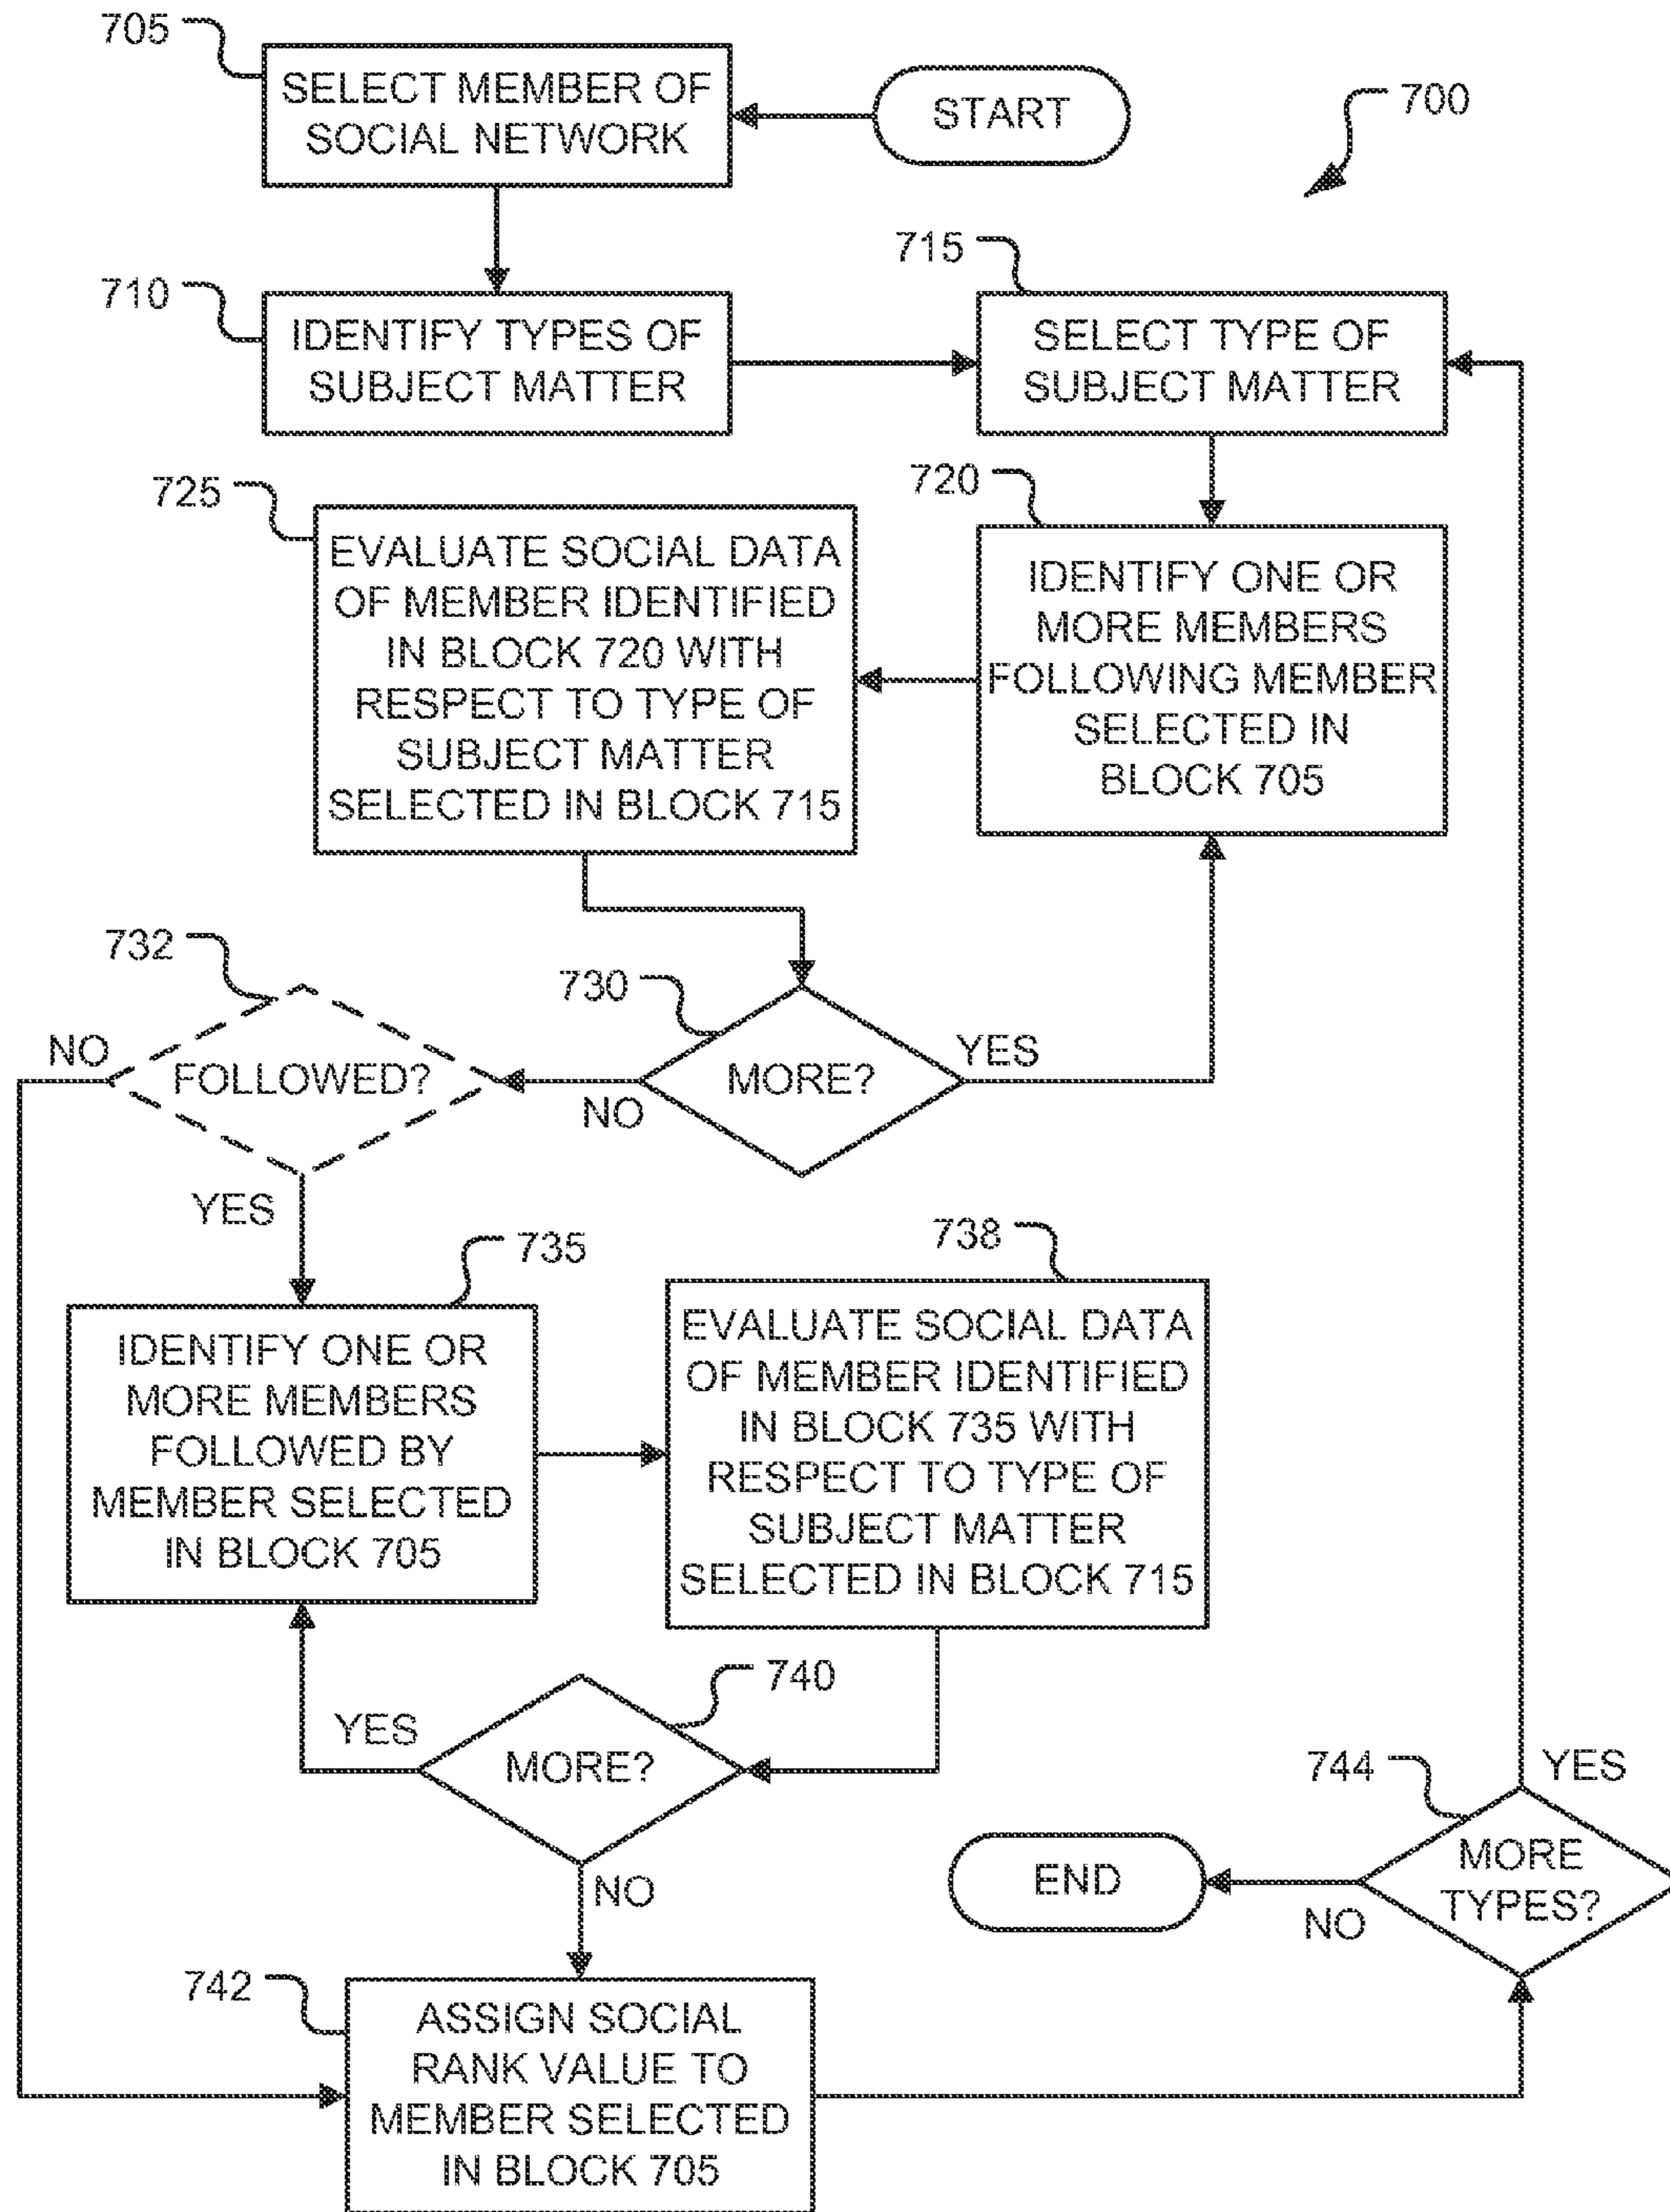 705
SELECT MEMBER OF
SOCIAL NETWORK
START
700
710
IDENTIFY TYPES OF
SUBJECT MATTER
715
SELECT TYPE OF
SUBJECT MATTER
725
EVALUATE SOCIAL DATA
OF MEMBER IDENTIFIED
IN BLOCK 720 WITH
RESPECT TO TYPE OF
SUBJECT MATTER
SELECTED IN BLOCK 715
720
IDENTIFY ONE OR
MORE MEMBERS
FOLLOWING MEMBER
SELECTED IN
BLOCK 705
732
NO
FOLLOWED?
YES
730
MORE?
YES
NO
735
IDENTIFY ONE OR
MORE MEMBERS
FOLLOWED BY
MEMBER SELECTED
IN BLOCK 705
738
EVALUATE SOCIAL DATA
OF MEMBER IDENTIFIED
IN BLOCK 735 WITH
RESPECT TO TYPE OF
SUBJECT MATTER
SELECTED IN BLOCK 715
740
YES
MORE?
NO
744
YES
MORE
TYPES?
NO
END
742
ASSIGN SOCIAL
RANK VALUE TO
MEMBER SELECTED
IN BLOCK 705